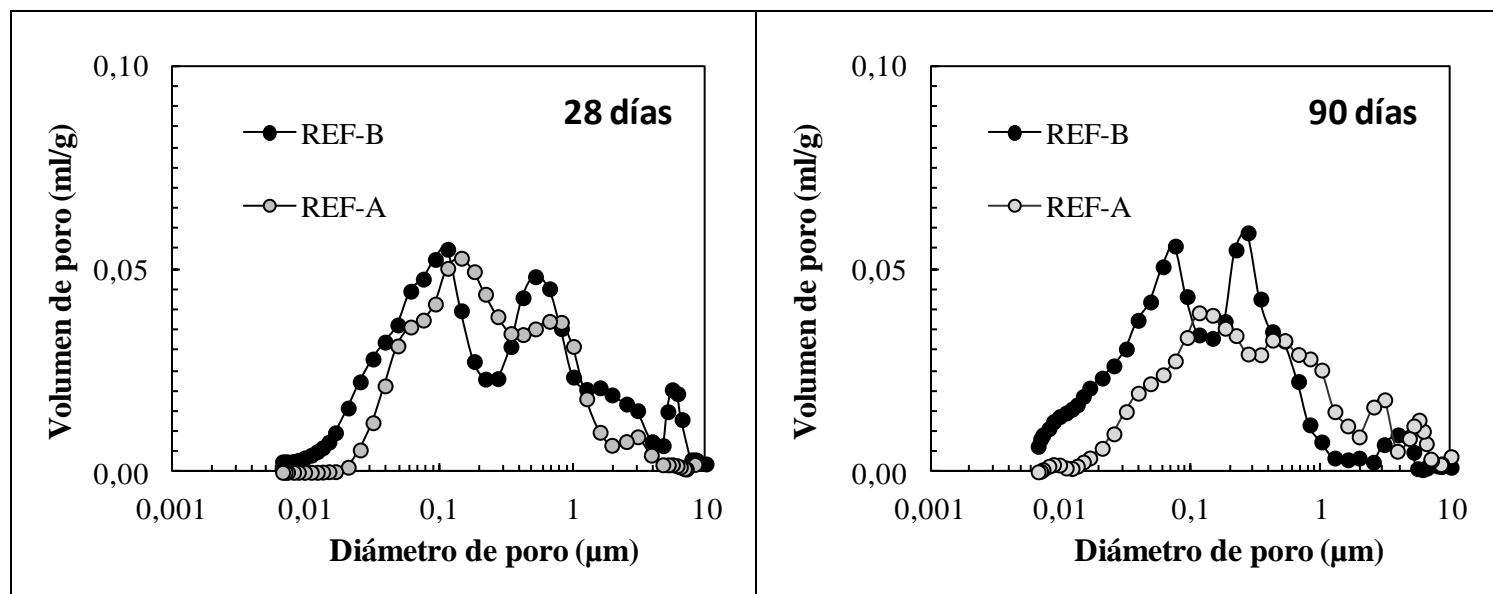 0,10
0,05
0,00
Volumen de poro (ml/g)
28 días
REF-B
REF-A
0,001
0,01
0,1
1
10
Diámetro de poro (µm)
0,10
0,05
0,00
Volumen de poro (ml/g)
90 días
REF-B
REF-A
0,001
0,01
0,1
1
10
Diámetro de poro (µm)